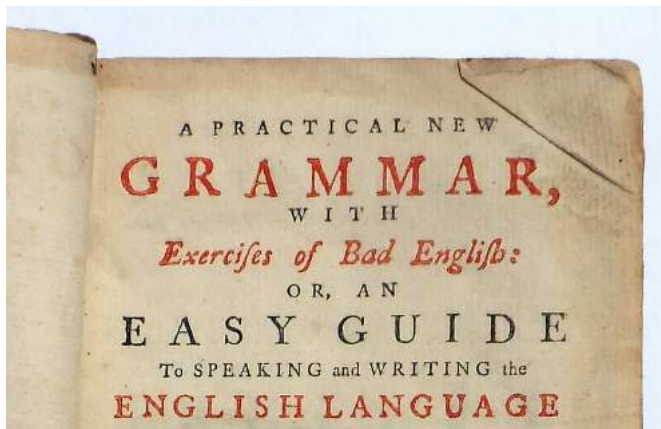 A PRACTICAL NEW
GRAMMAR,
WITH
Exerciſes of Bad Engliſh:
OR, AN
EASY GUIDE
To SPEAKING and WRITING the
ENGLISH LANGUAGE